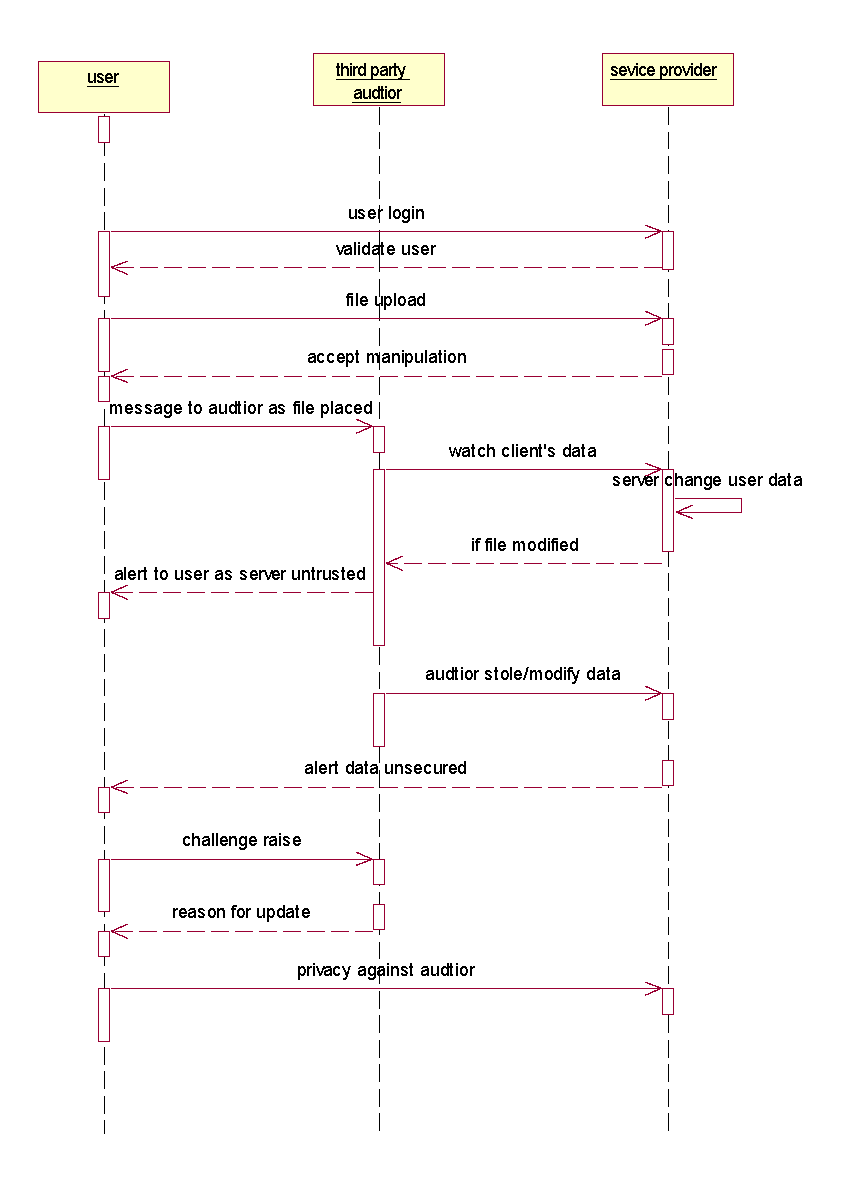 user
third party
audtior
sevice provider
user login
validate user
file upload
accept manipulation
message to audtior as file placed
watch client's data
server change user data
if file modified
alert to user as server untrusted
audtior stole/modify data
alert data unsecured
challenge raise
reason for update
privacy against audtior